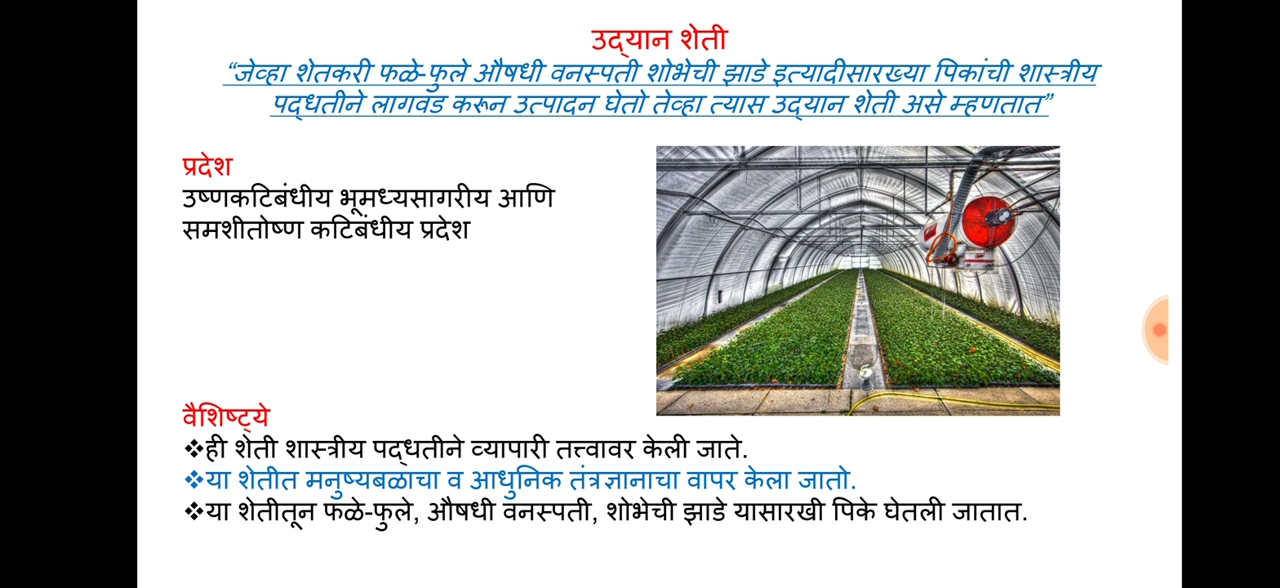 उद्यान शेती
“जेव्हा शेतकरी फळे-फुले औषधी वनस्पती शोभेची झाडे इत्यादीसारख्या पिकांची शास्त्रीय
पद्धतीने लागवड करून उत्पादन घेतो तेव्हा त्यास उद्यान शेती असे म्हणतात”
प्रदेश
उष्णकटिबंधीय भूमध्यसागरीय आणि
समशीतोष्ण कटिबंधीय प्रदेश
वैशिष्ट्ये
❖ही शेती शास्त्रीय पद्धतीने व्यापारी तत्त्वावर केली जाते.
❖या शेतीत मनुष्यबळाचा व आधुनिक तंत्रज्ञानाचा वापर केला जातो.
❖या शेतीतून फळे-फुले, औषधी वनस्पती, शोभेची झाडे यासारखी पिके घेतली जातात.